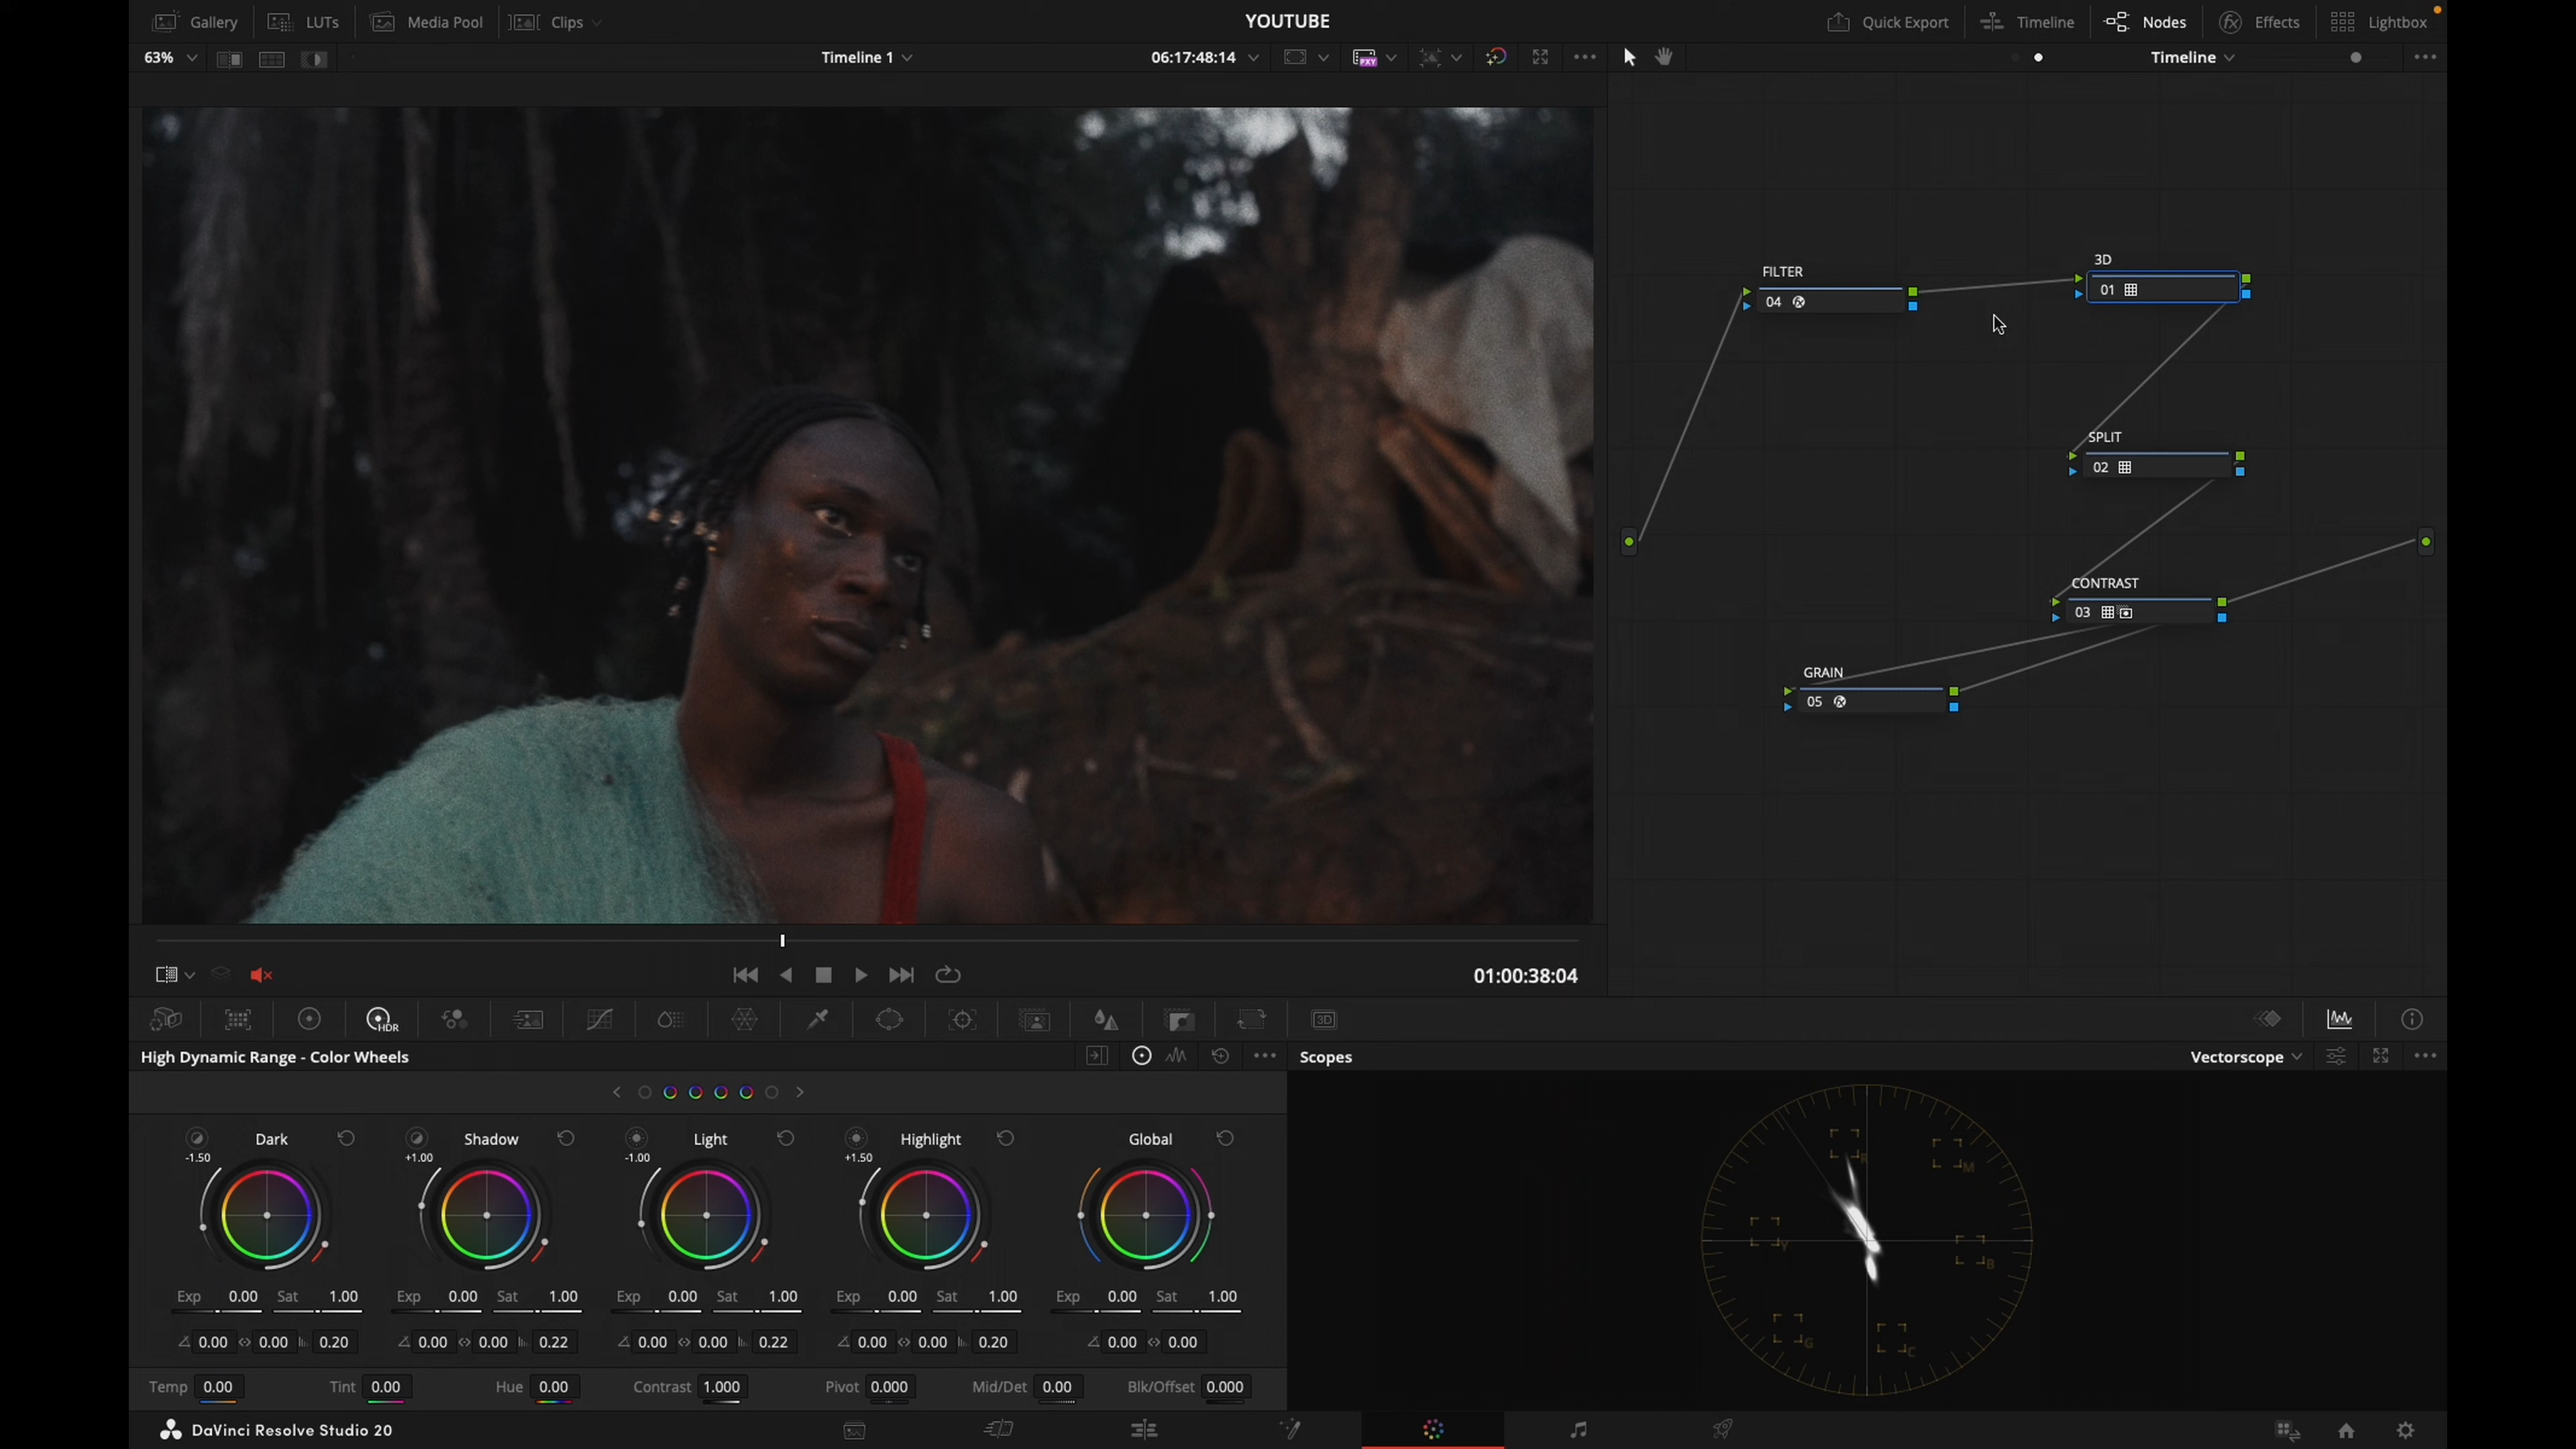 Gallery LUTs Media Pool Clips YOUTUBE Quick Export Timeline Nodes Effects Lightbox
63% Timeline 1 06:17:48:14 PXY Timeline
3D
01
FILTER
04
SPLIT
02
CONTRAST
03
GRAIN
05
01:00:38:04
HDR 3D
High Dynamic Range - Color Wheels Scopes Vectorscope
Dark Shadow Light Highlight Global
-1.50 +1.00 -1.00 +1.50
R M
Y B
G C
Exp 0.00 Sat 1.00 Exp 0.00 Sat 1.00 Exp 0.00 Sat 1.00 Exp 0.00 Sat 1.00 Exp 0.00 Sat 1.00
0.00 0.00 0.20 0.00 0.00 0.22 0.00 0.00 0.22 0.00 0.00 0.20 0.00 0.00
Temp 0.00 Tint 0.00 Hue 0.00 Contrast 1.000 Pivot 0.000 Mid/Det 0.00 Blk/Offset 0.000
DaVinci Resolve Studio 20